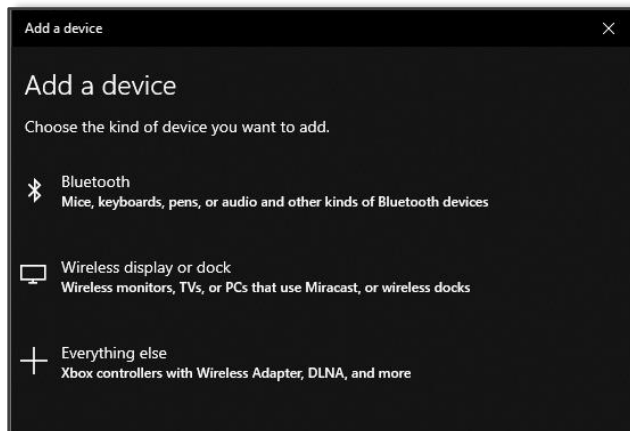 Add a device
Add a device
Choose the kind of device you want to add.
Bluetooth
Mice, keyboards, pens, or audio and other kinds of Bluetooth devices
Wireless display or dock
Wireless monitors, TVs, or PCs that use Miracast, or wireless docks
Everything else
Xbox controllers with Wireless Adapter, DLNA, and more